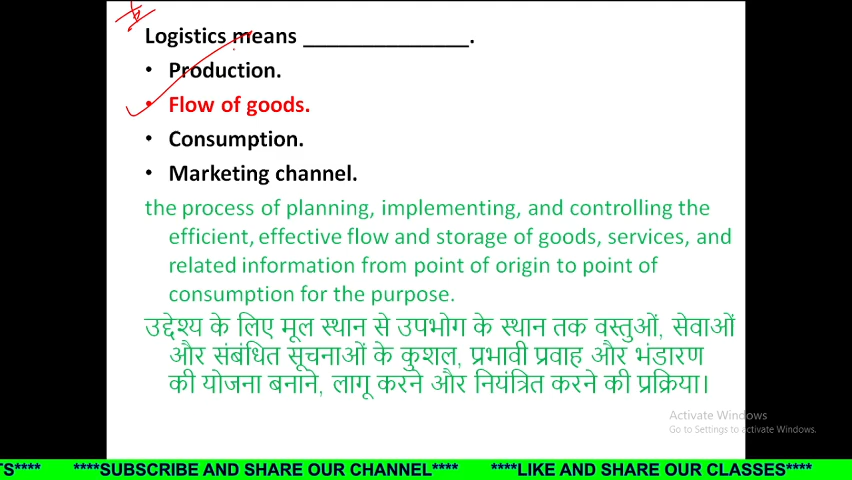 Logistics means ______________.
• Production.
• Flow of goods.
• Consumption.
• Marketing channel.
the process of planning, implementing, and controlling the
efficient, effective flow and storage of goods, services, and
related information from point of origin to point of
consumption for the purpose.
उद्देश्य के लिए मूल स्थान से उपभोग के स्थान तक वस्तुओं, सेवाओं
और संबंधित सूचनाओं के कुशल, प्रभावी प्रवाह और भंडारण
की योजना बनाने, लागू करने और नियंत्रित करने की प्रक्रिया।
Activate Windows
Go to Settings to activate Windows.
TS**** ****SUBSCRIBE AND SHARE OUR CHANNEL**** ****LIKE AND SHARE OUR CLASSES****